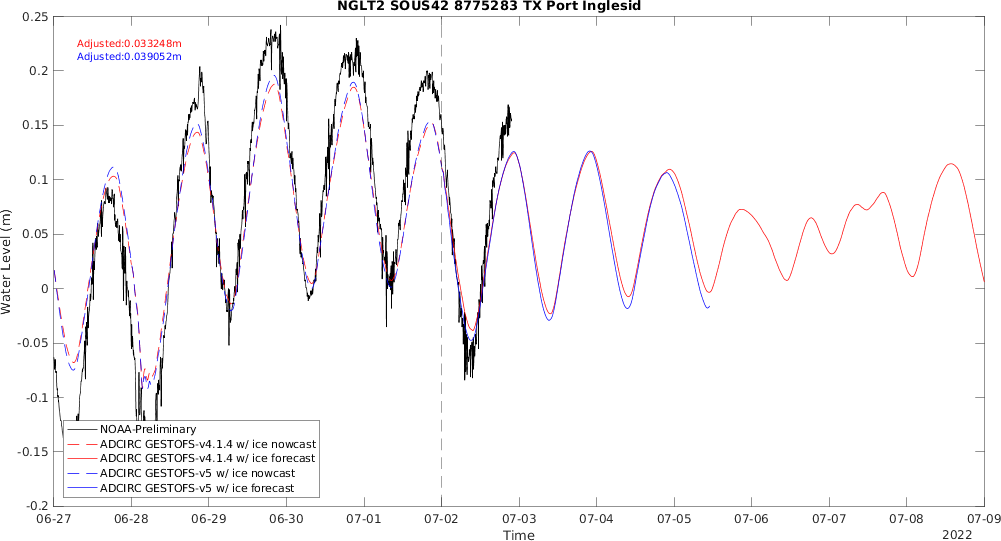 NGLT2 SOUS42 8775283 TX Port Inglesid
Adjusted:0.033248m
Adjusted:0.039052m
Water Level (m)
0.25
0.2
0.15
0.1
0.05
0
-0.05
-0.1
-0.15
-0.2
NOAA-Preliminary
ADCIRC GESTOFS-v4.1.4 w/ ice nowcast
ADCIRC GESTOFS-v4.1.4 w/ ice forecast
ADCIRC GESTOFS-v5 w/ ice nowcast
ADCIRC GESTOFS-v5 w/ ice forecast
06-27 06-28 06-29 06-30 07-01 07-02 07-03 07-04 07-05 07-06 07-07 07-08 07-09
Time
2022